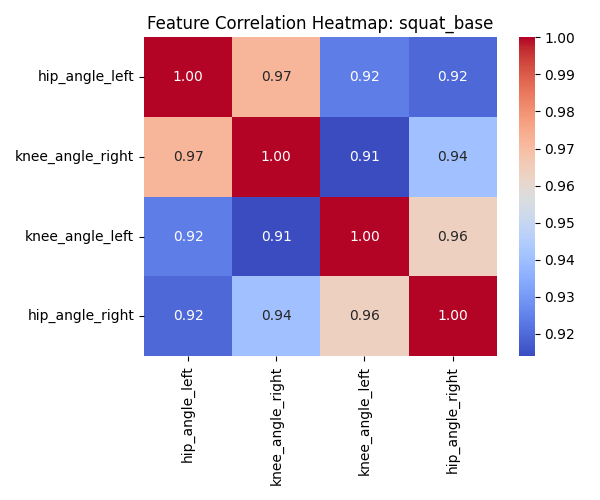 Feature Correlation Heatmap: squat_base
hip_angle_left
1.00
0.97
0.92
0.92
knee_angle_right
0.97
1.00
0.91
0.94
knee_angle_left
0.92
0.91
1.00
0.96
hip_angle_right
0.92
0.94
0.96
1.00
hip_angle_left
knee_angle_right
knee_angle_left
hip_angle_right
1.00
0.99
0.98
0.97
0.96
0.95
0.94
0.93
0.92